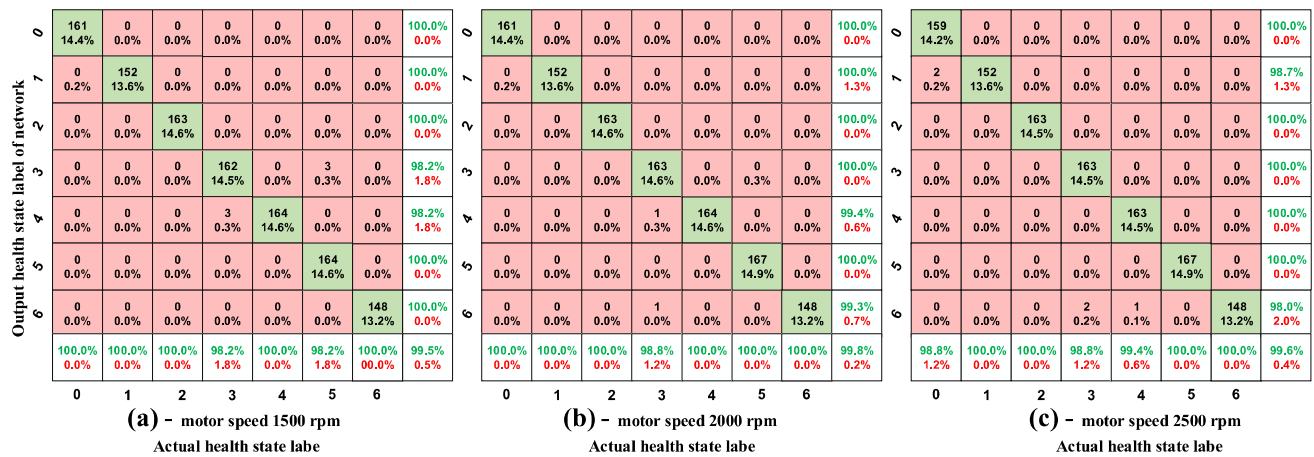 Output health state label of network
0
161 0 0 0 0 0 0 100.0%
14.4% 0.0% 0.0% 0.0% 0.0% 0.0% 0.0% 0.0%
1
0 152 0 0 0 0 0 100.0%
0.2% 13.6% 0.0% 0.0% 0.0% 0.0% 0.0% 0.0%
2
0 0 163 0 0 0 0 100.0%
0.0% 0.0% 14.6% 0.0% 0.0% 0.0% 0.0% 0.0%
3
0 0 0 162 0 3 0 98.2%
0.0% 0.0% 0.0% 14.5% 0.0% 0.3% 0.0% 1.8%
4
0 0 0 3 164 0 0 98.2%
0.0% 0.0% 0.0% 0.3% 14.6% 0.0% 0.0% 1.8%
5
0 0 0 0 0 164 0 100.0%
0.0% 0.0% 0.0% 0.0% 0.0% 14.6% 0.0% 0.0%
6
0 0 0 0 0 0 148 100.0%
0.0% 0.0% 0.0% 0.0% 0.0% 0.0% 13.2% 0.0%
100.0% 100.0% 100.0% 98.2% 100.0% 98.2% 100.0% 99.5%
0.0% 0.0% 0.0% 1.8% 0.0% 1.8% 00.0% 0.5%
0 1 2 3 4 5 6
(a) - motor speed 1500 rpm
Actual health state labe
0
161 0 0 0 0 0 0 100.0%
14.4% 0.0% 0.0% 0.0% 0.0% 0.0% 0.0% 0.0%
1
0 152 0 0 0 0 0 100.0%
0.2% 13.6% 0.0% 0.0% 0.0% 0.0% 0.0% 1.3%
2
0 0 163 0 0 0 0 100.0%
0.0% 0.0% 14.6% 0.0% 0.0% 0.0% 0.0% 0.0%
3
0 0 0 163 0 0 0 100.0%
0.0% 0.0% 0.0% 14.6% 0.0% 0.3% 0.0% 0.0%
4
0 0 0 1 164 0 0 99.4%
0.0% 0.0% 0.0% 0.3% 14.6% 0.0% 0.0% 0.6%
5
0 0 0 0 0 167 0 100.0%
0.0% 0.0% 0.0% 0.0% 0.0% 14.9% 0.0% 0.0%
6
0 0 0 1 0 0 148 99.3%
0.0% 0.0% 0.0% 0.0% 0.0% 0.0% 13.2% 0.7%
100.0% 100.0% 100.0% 98.8% 100.0% 100.0% 100.0% 99.8%
0.0% 0.0% 0.0% 1.2% 0.0% 0.0% 0.0% 0.2%
0 1 2 3 4 5 6
(b) - motor speed 2000 rpm
Actual health state labe
0
159 0 0 0 0 0 0 100.0%
14.2% 0.0% 0.0% 0.0% 0.0% 0.0% 0.0% 0.0%
1
2 152 0 0 0 0 0 98.7%
0.2% 13.6% 0.0% 0.0% 0.0% 0.0% 0.0% 1.3%
2
0 0 163 0 0 0 0 100.0%
0.0% 0.0% 14.5% 0.0% 0.0% 0.0% 0.0% 0.0%
3
0 0 0 163 0 0 0 100.0%
0.0% 0.0% 0.0% 14.5% 0.0% 0.0% 0.0% 0.0%
4
0 0 0 0 163 0 0 100.0%
0.0% 0.0% 0.0% 0.0% 14.5% 0.0% 0.0% 0.0%
5
0 0 0 0 0 167 0 100.0%
0.0% 0.0% 0.0% 0.0% 0.0% 14.9% 0.0% 0.0%
6
0 0 0 2 1 0 148 98.0%
0.0% 0.0% 0.0% 0.2% 0.1% 0.0% 13.2% 2.0%
98.8% 100.0% 100.0% 98.8% 99.4% 100.0% 100.0% 99.6%
1.2% 0.0% 0.0% 1.2% 0.6% 0.0% 0.0% 0.4%
0 1 2 3 4 5 6
(c) - motor speed 2500 rpm
Actual health state labe